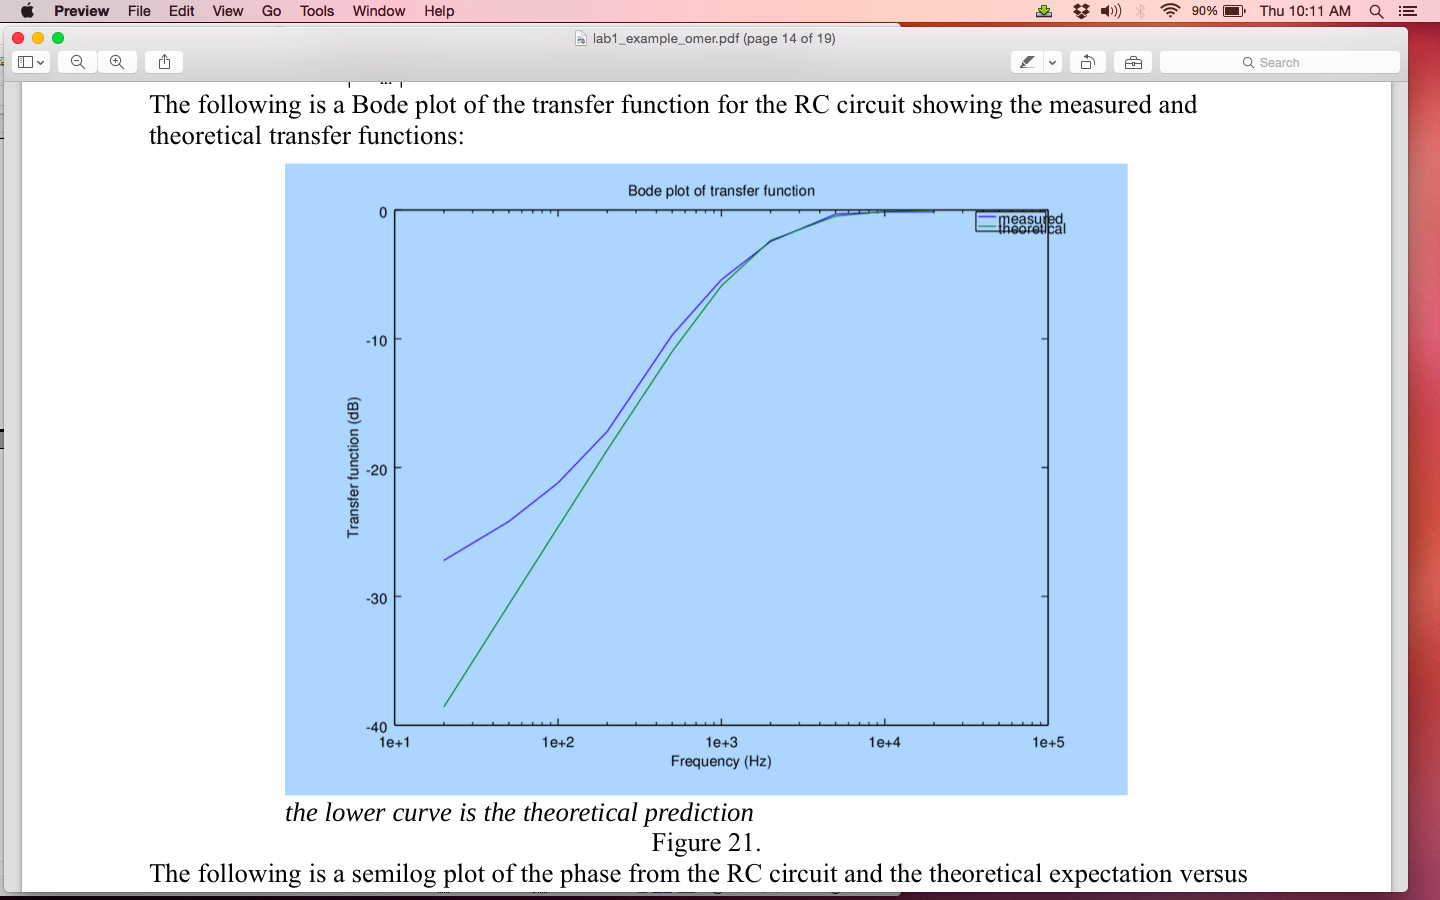 Preview File Edit View Go Tools Window Help 90% Thu 10:11 AM
lab1_example_omer.pdf (page 14 of 19)
Search
The following is a Bode plot of the transfer function for the RC circuit showing the measured and
theoretical transfer functions:
Bode plot of transfer function
measured
theoretical
0
-10
-20
-30
-40
Transfer function (dB)
1e+1 1e+2 1e+3 1e+4 1e+5
Frequency (Hz)
the lower curve is the theoretical prediction
Figure 21.
The following is a semilog plot of the phase from the RC circuit and the theoretical expectation versus